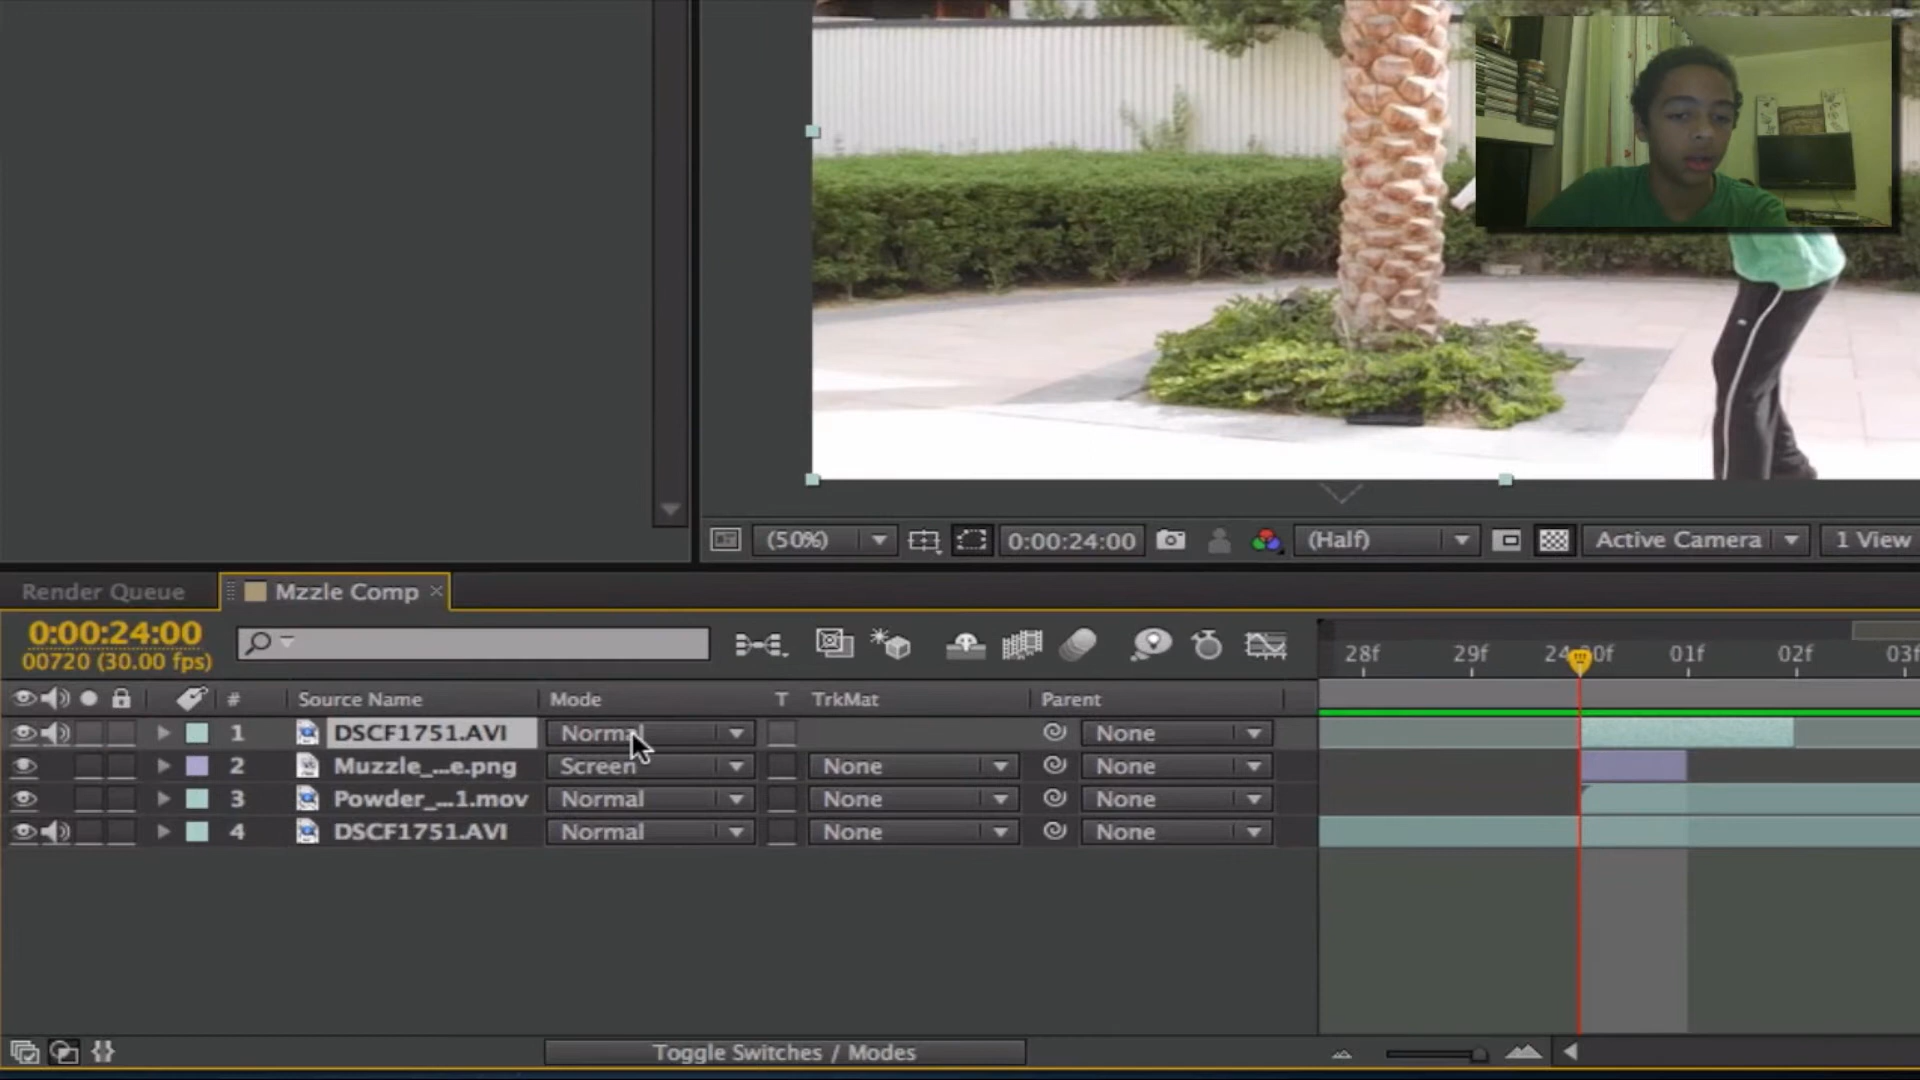 (50%) 0:00:24:00 (Half) Active Camera 1 View
Render Queue Mzzle Comp ×
0:00:24:00
00720 (30.00 fps)
28f 29f 01f 02f 03f
# Source Name Mode T TrkMat Parent
1 DSCF1751.AVI Normal None
2 Muzzle_...e.png Screen None None
3 Powder_...1.mov Normal None None
4 DSCF1751.AVI Normal None None
Toggle Switches / Modes